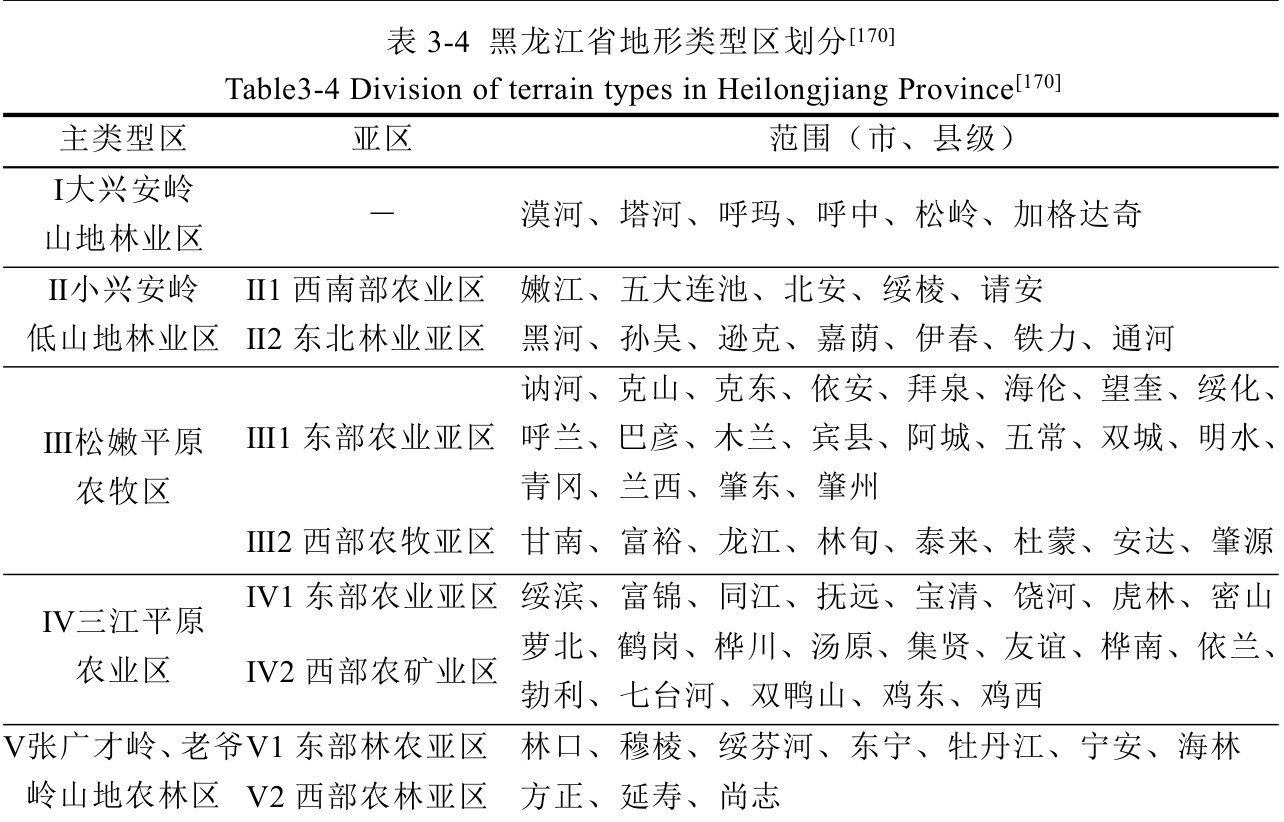 表 3-4 黑龙江省地形类型区划分[170]
Table3-4 Division of terrain types in Heilongjiang Province[170]
主类型区 亚区 范围（市、县级）
I大兴安岭
山地林业区
－ 漠河、塔河、呼玛、呼中、松岭、加格达奇
II小兴安岭
低山地林业区
II1 西南部农业区 嫩江、五大连池、北安、绥棱、请安
II2 东北林业亚区 黑河、孙吴、逊克、嘉荫、伊春、铁力、通河
III松嫩平原
农牧区
III1 东部农业亚区
讷河、克山、克东、依安、拜泉、海伦、望奎、绥化、
呼兰、巴彦、木兰、宾县、阿城、五常、双城、明水、
青冈、兰西、肇东、肇州
III2 西部农牧亚区 甘南、富裕、龙江、林旬、泰来、杜蒙、安达、肇源
IV三江平原
农业区
IV1 东部农业亚区 绥滨、富锦、同江、抚远、宝清、饶河、虎林、密山
IV2 西部农矿业区
萝北、鹤岗、桦川、汤原、集贤、友谊、桦南、依兰、
勃利、七台河、双鸭山、鸡东、鸡西
V张广才岭、老爷
岭山地农林区
V1 东部林农亚区 林口、穆棱、绥芬河、东宁、牡丹江、宁安、海林
V2 西部农林亚区 方正、延寿、尚志